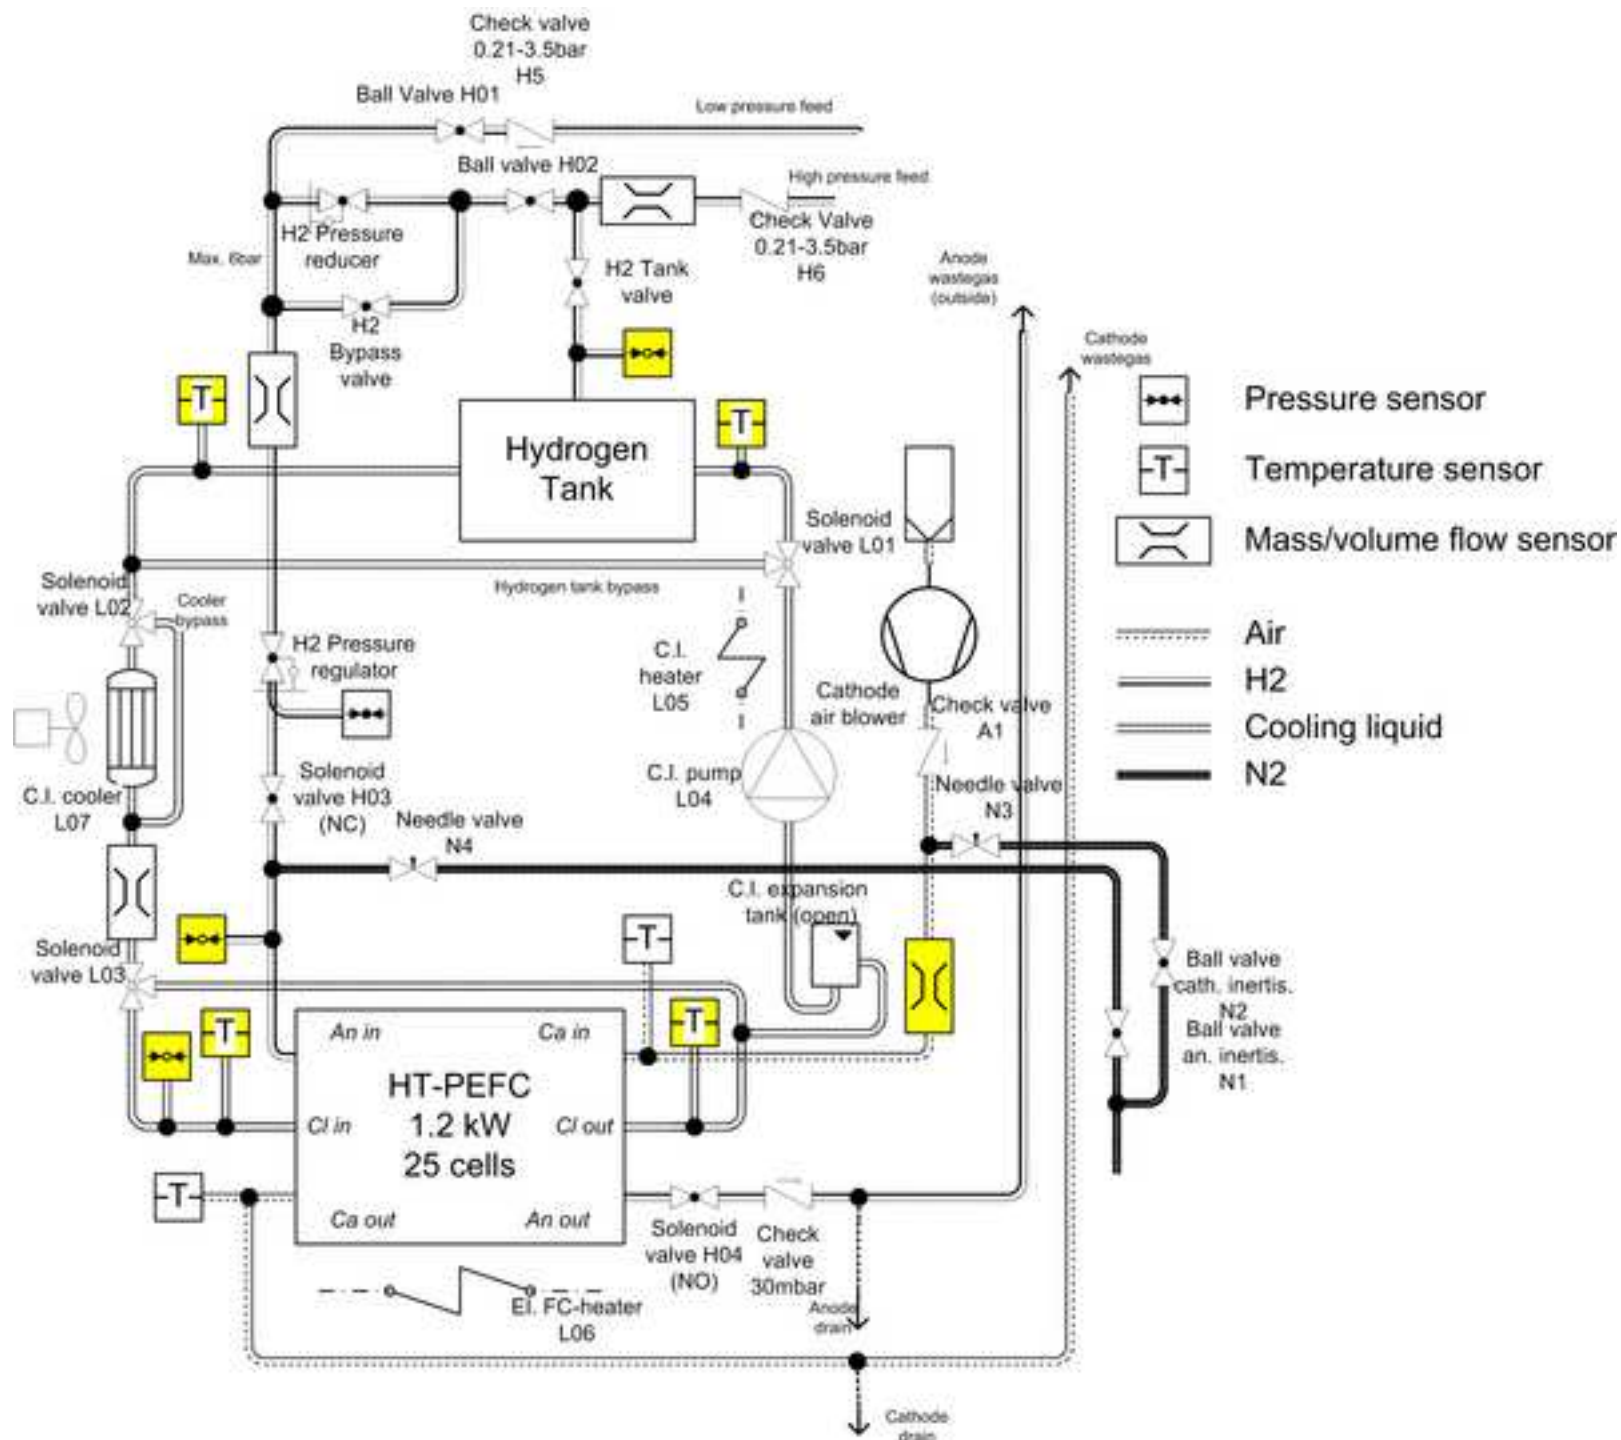 Check valve
0.21-3.5bar
H5
Ball Valve H01
Low pressure feed
Ball valve H02
High pressure feed
Check Valve
0.21-3.5bar
H6
H2 Pressure
reducer
Max. 6bar
H2 Tank
valve
H2
Bypass
valve
Anode
wastegas
(outside)
Cathode
wastegas
T
T
Hydrogen
Tank
Pressure sensor
T
Temperature sensor
Mass/volume flow sensor
Air
H2
Cooling liquid
N2
Solenoid
valve L01
Hydrogen tank bypass
Solenoid
valve L02
Cooler
bypass
H2 Pressure
regulator
C.l.
heater
L05
Cathode
air blower
Check valve
A1
C.l. cooler
L07
Solenoid
valve H03
(NC)
C.l. pump
L04
Needle valve
N3
Needle valve
N4
C.l. expansion
tank (open)
Solenoid
valve L03
T
T
T
Ball valve
cath. inertis.
N2
Ball valve
an. inertis.
N1
An in
Ca in
HT-PEFC
1.2 kW
25 cells
Cl in
Cl out
T
Ca out
An out
Solenoid
valve H04
(NO)
Check
valve
30mbar
El. FC-heater
L06
Anode
drain
Cathode
drain